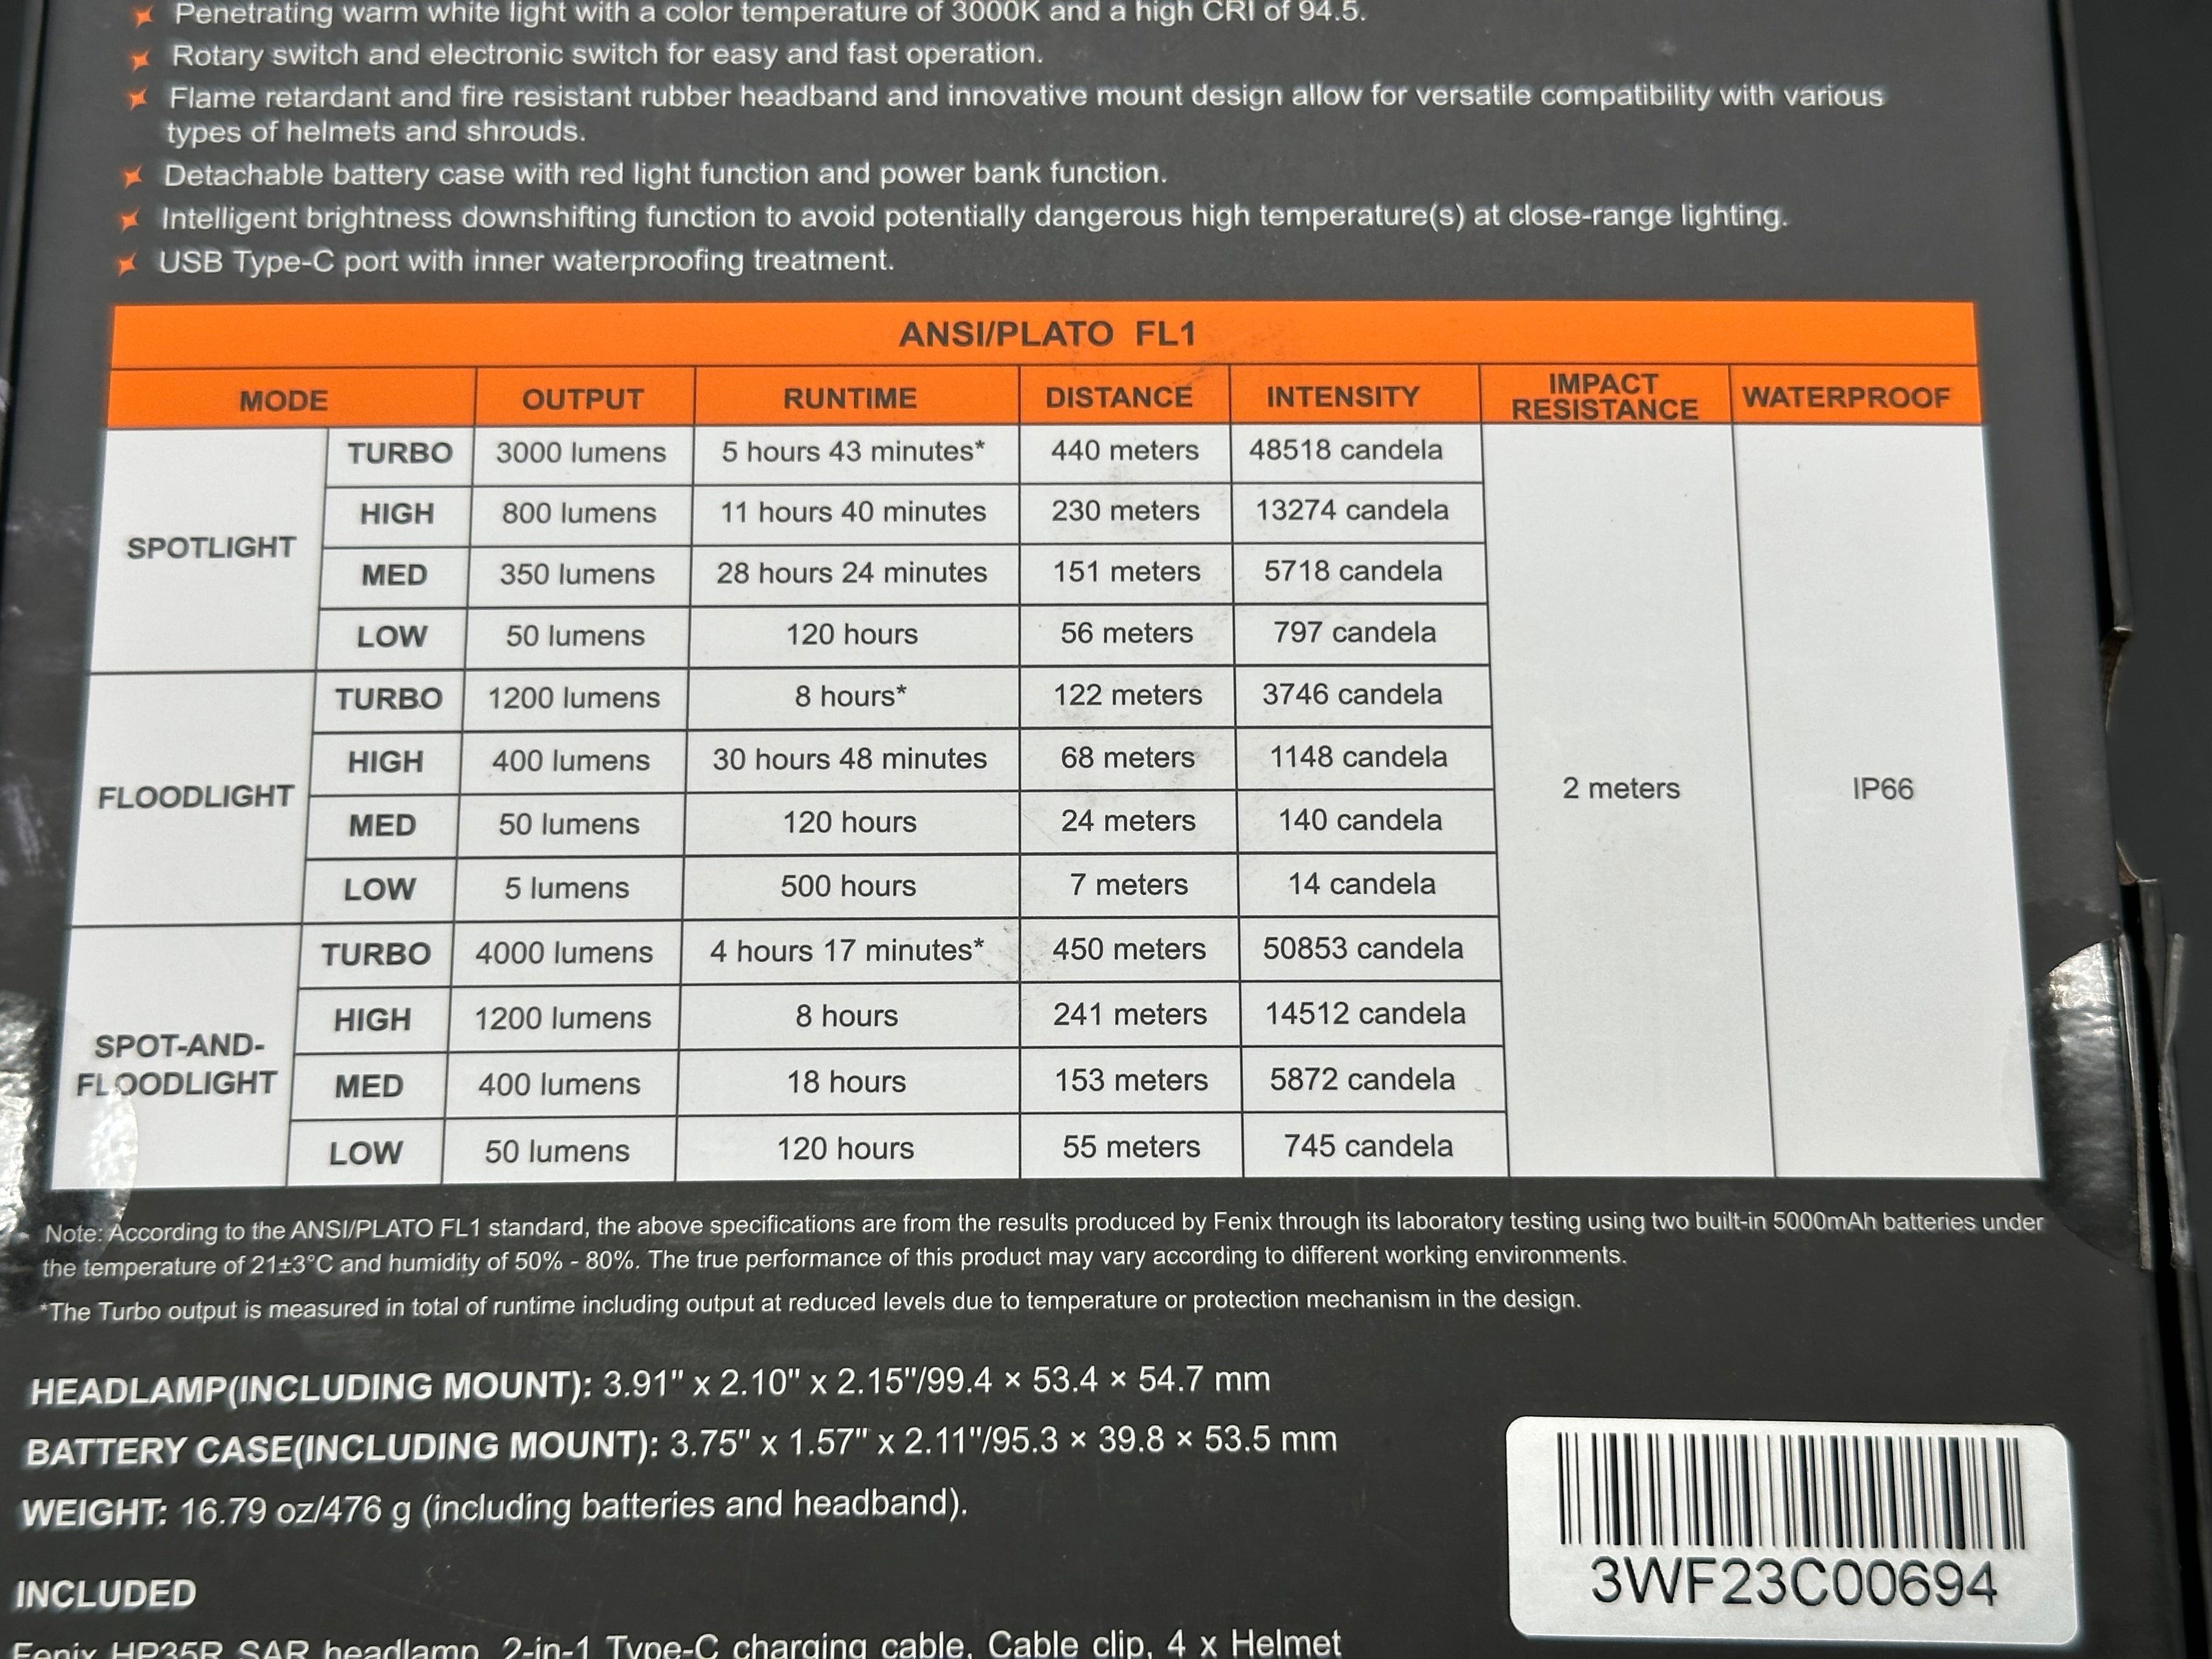 Penetrating warm white light with a color temperature of 3000K and a high CRI of 94.5.
Rotary switch and electronic switch for easy and fast operation.
Flame retardant and fire resistant rubber headband and innovative mount design allow for versatile compatibility with various
types of helmets and shrouds.
Detachable battery case with red light function and power bank function.
Intelligent brightness downshifting function to avoid potentially dangerous high temperature(s) at close-range lighting.
USB Type-C port with inner waterproofing treatment.
ANSI/PLATO FL1
MODE OUTPUT RUNTIME DISTANCE INTENSITY IMPACT RESISTANCE WATERPROOF
SPOTLIGHT
TURBO 3000 lumens 5 hours 43 minutes* 440 meters 48518 candela
HIGH 800 lumens 11 hours 40 minutes 230 meters 13274 candela
MED 350 lumens 28 hours 24 minutes 151 meters 5718 candela
LOW 50 lumens 120 hours 56 meters 797 candela
FLOODLIGHT
TURBO 1200 lumens 8 hours* 122 meters 3746 candela
HIGH 400 lumens 30 hours 48 minutes 68 meters 1148 candela
MED 50 lumens 120 hours 24 meters 140 candela
LOW 5 lumens 500 hours 7 meters 14 candela
2 meters IP66
SPOT-AND-
FLOODLIGHT
TURBO 4000 lumens 4 hours 17 minutes* 450 meters 50853 candela
HIGH 1200 lumens 8 hours 241 meters 14512 candela
MED 400 lumens 18 hours 153 meters 5872 candela
LOW 50 lumens 120 hours 55 meters 745 candela
Note: According to the ANSI/PLATO FL1 standard, the above specifications are from the results produced by Fenix through its laboratory testing using two built-in 5000mAh batteries under
the temperature of 21±3°C and humidity of 50% - 80%. The true performance of this product may vary according to different working environments.
*The Turbo output is measured in total of runtime including output at reduced levels due to temperature or protection mechanism in the design.
HEADLAMP(INCLUDING MOUNT): 3.91" x 2.10" x 2.15"/99.4 × 53.4 × 54.7 mm
BATTERY CASE(INCLUDING MOUNT): 3.75" x 1.57" x 2.11"/95.3 × 39.8 × 53.5 mm
WEIGHT: 16.79 oz/476 g (including batteries and headband).
3WF23C00694
INCLUDED
Fenix HP35R SAR headlamp, 2-in-1 Type-C charging cable, Cable clip, 4 x Helmet